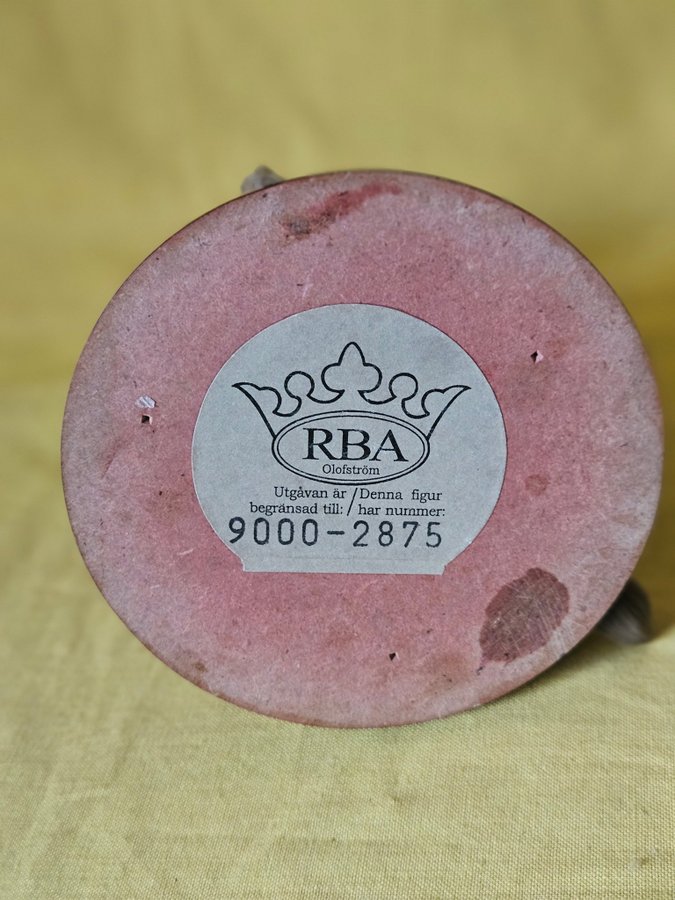 RBA
Olofström
Utgåvan är / Denna figur
begränsad till: / har nummer:
9000-2875